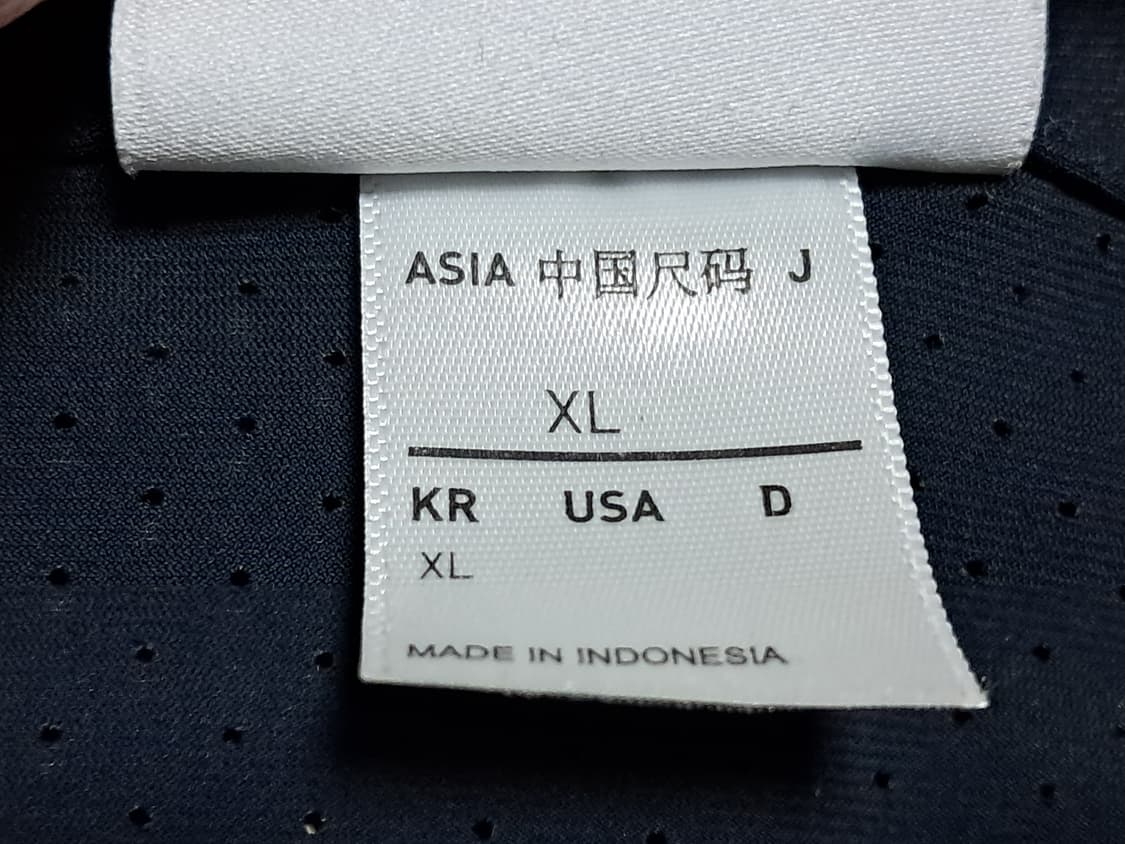 ASIA 中国尺码 J
XL
KR USA D
XL
MADE IN INDONESIA